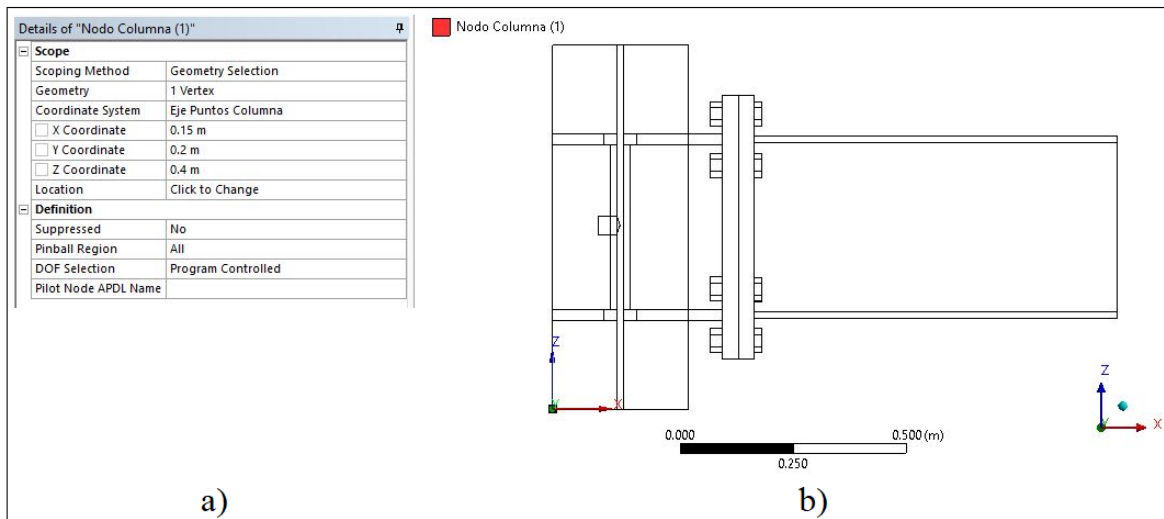 Details of "Nodo Columna (1)"
Scope
Scoping Method Geometry Selection
Geometry 1 Vertex
Coordinate System Eje Puntos Columna
X Coordinate 0.15 m
Y Coordinate 0.2 m
Z Coordinate 0.4 m
Location Click to Change
Definition
Suppressed No
Pinball Region All
DOF Selection Program Controlled
Pilot Node APDL Name
a)
Nodo Columna (1)
Z
Y
X
Z
Y
X
0.000 0.500 (m)
0.250
b)